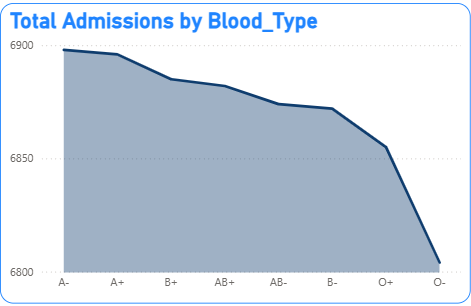 Total Admissions by Blood_Type
6900
6850
6800
A- A+ B+ AB+ AB- B- O+ O-